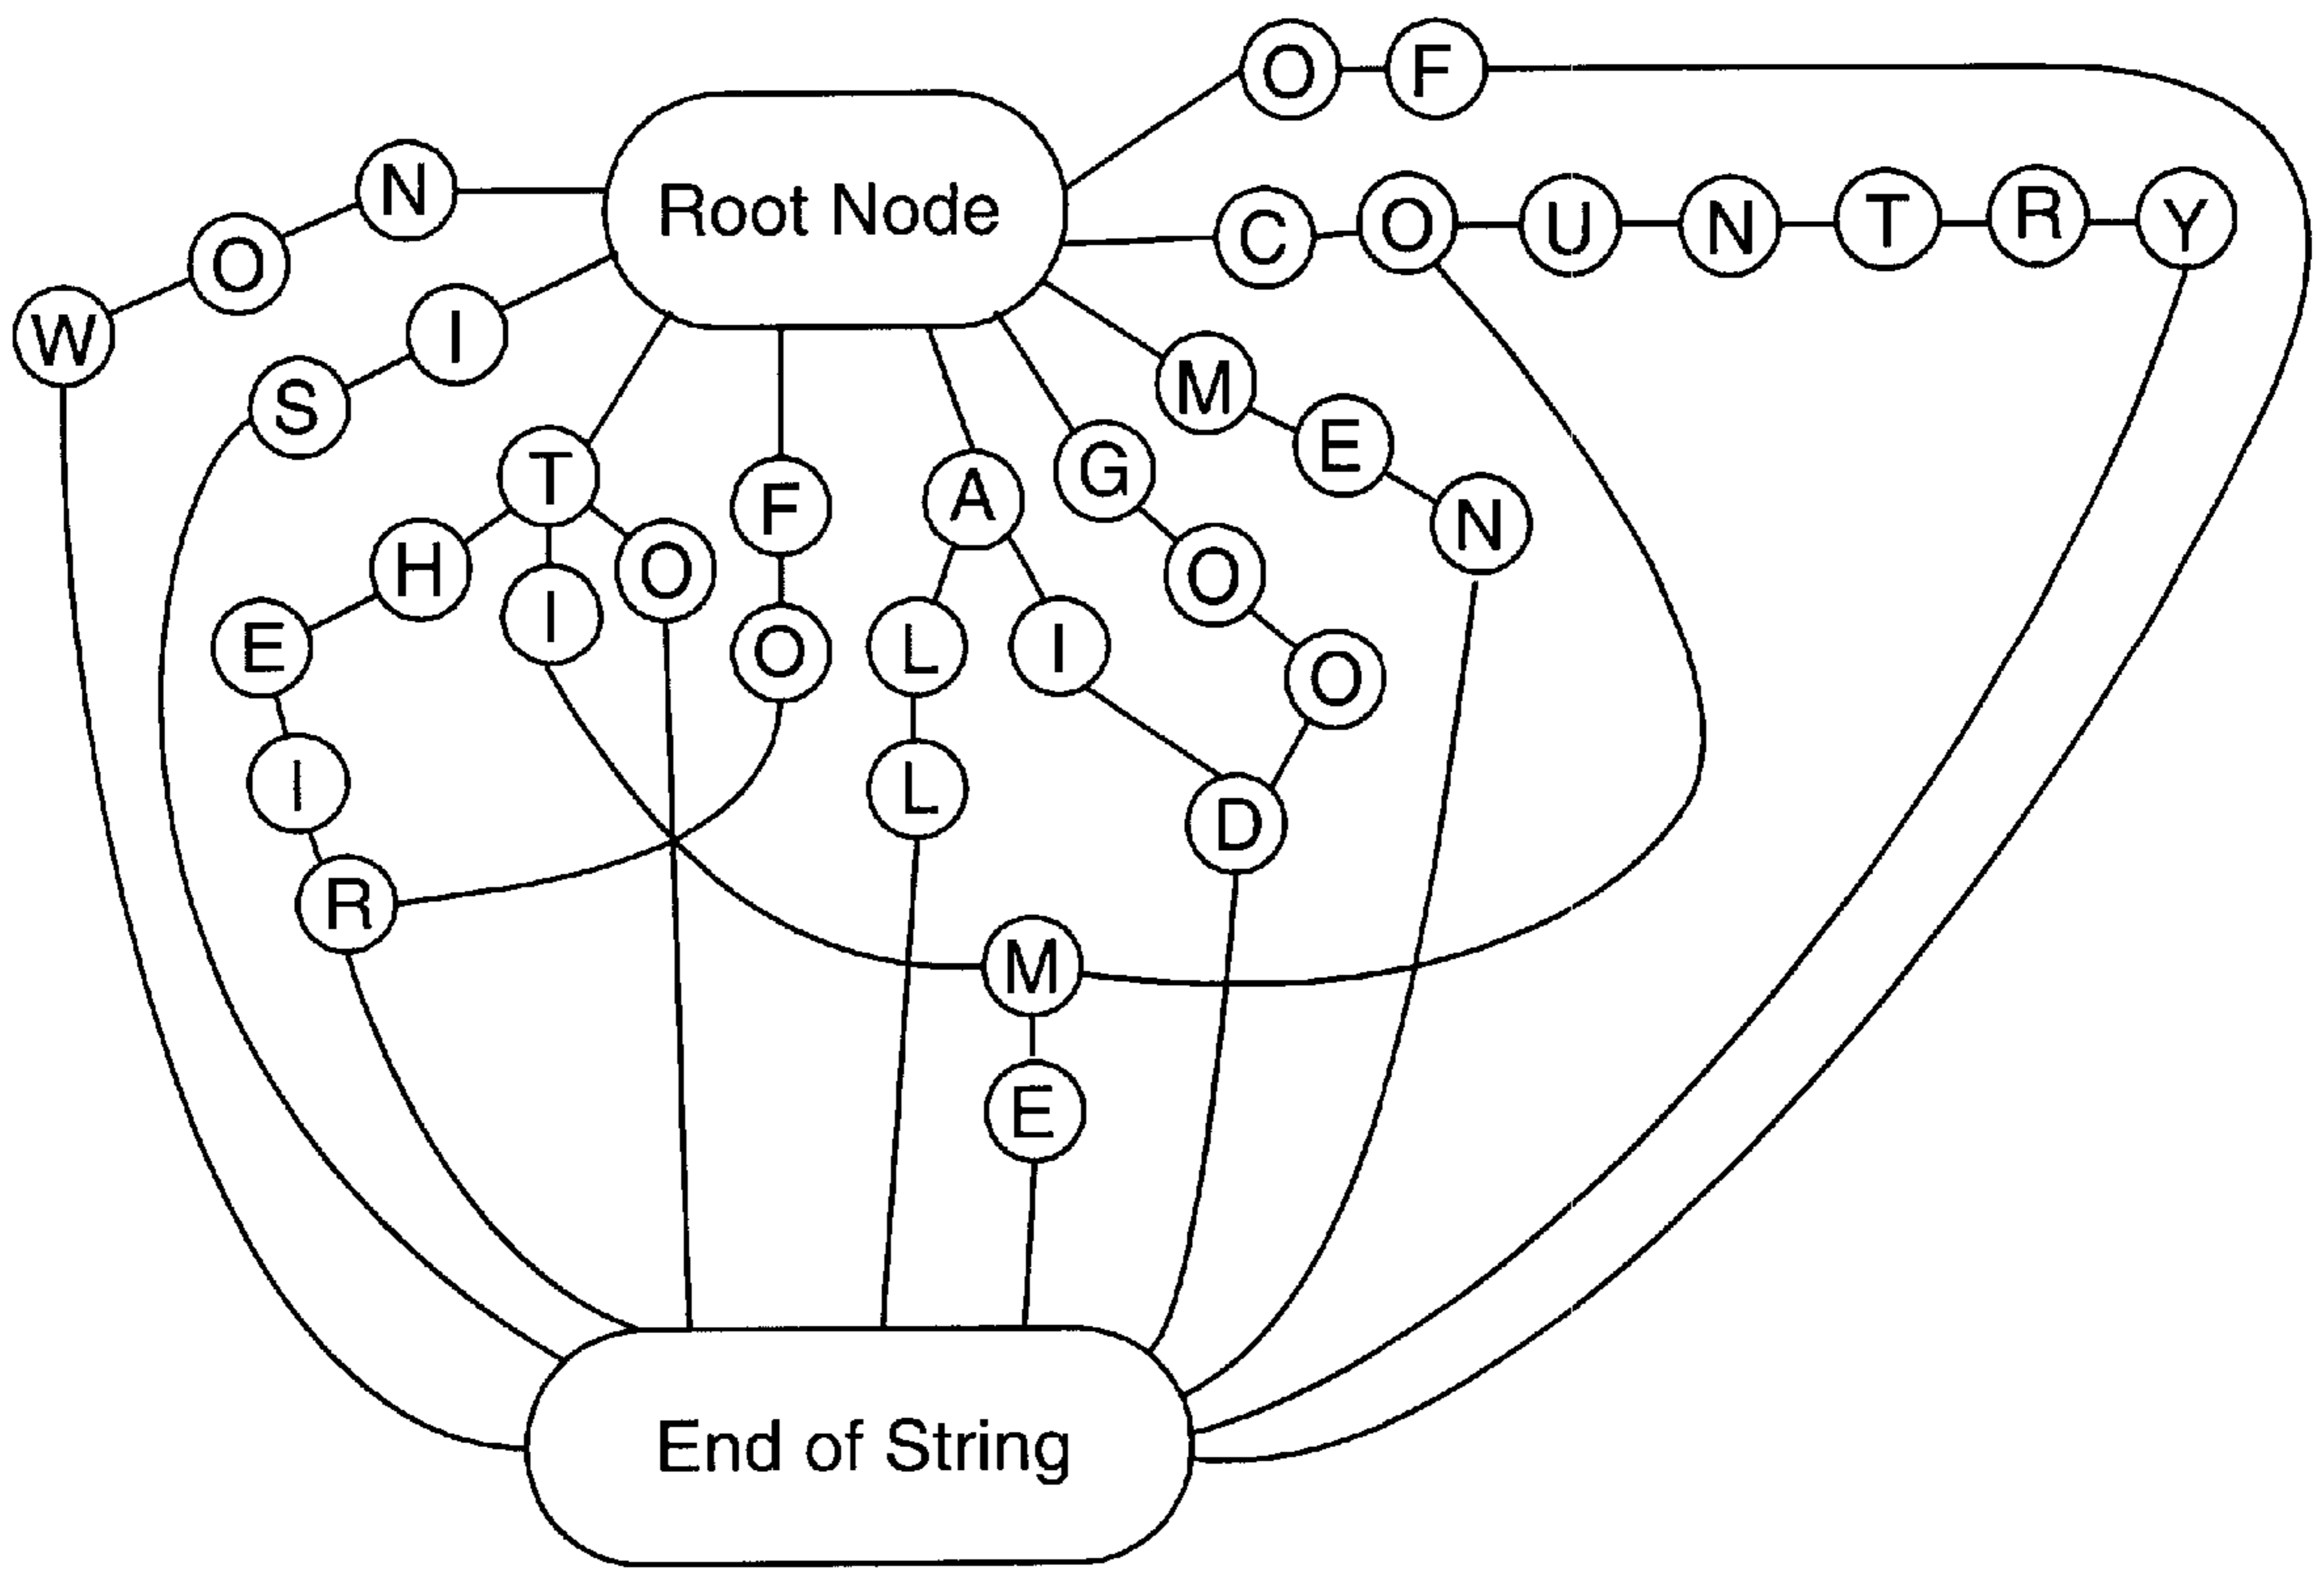 O F
N Root Node C O U N T R Y
O
W I
S M
T F A G E
H O N
E I O L I O O
I L D
R
M
E
End of String